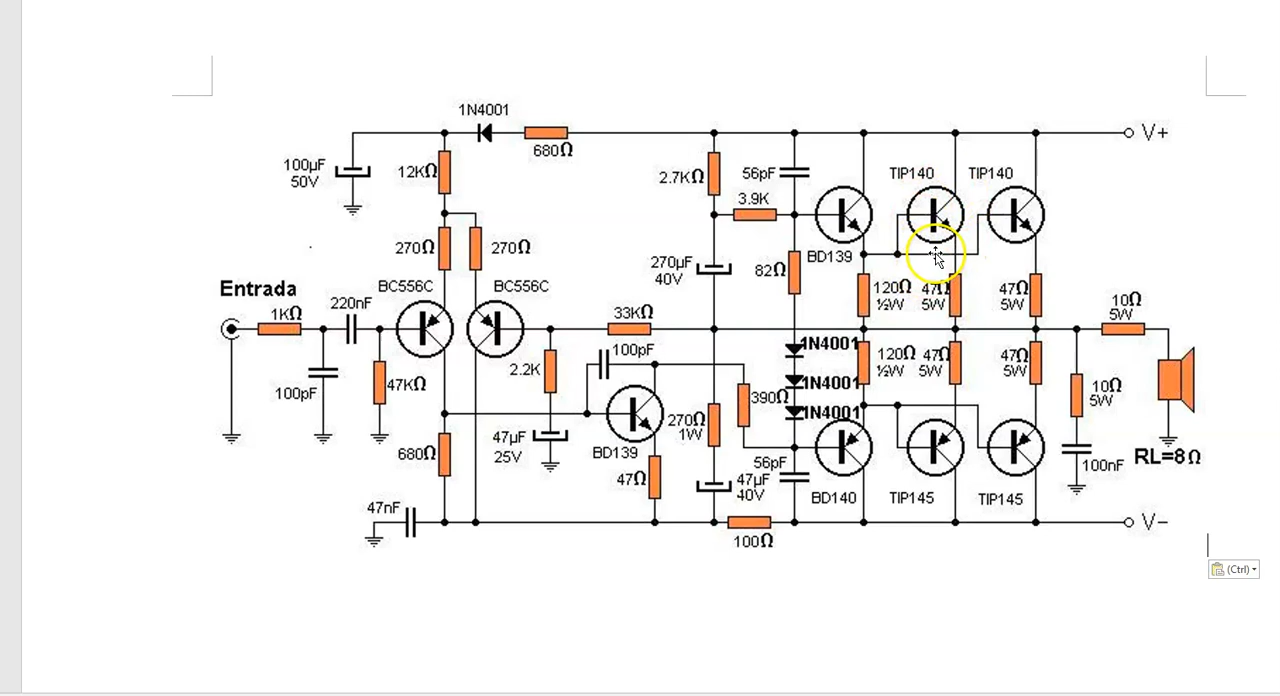 1N4001
V+
680Ω
100µF
50V
12KΩ
2.7KΩ
56pF
TIP140
TIP140
3.9K
270Ω
270Ω
BD139
270µF
40V
82Ω
120Ω
½W
47Ω
5W
47Ω
5W
Entrada
BC556C
BC556C
220nF
1KΩ
33KΩ
10Ω
5W
100pF
1N4001
120Ω
½W
47Ω
5W
47Ω
5W
2.2K
100pF
47KΩ
1N4001
390Ω
10Ω
5W
1N4001
270Ω
1W
47µF
25V
BD139
680Ω
47Ω
56pF
47µF
40V
100nF
RL=8Ω
BD140
TIP145
TIP145
47nF
V−
100Ω
(Ctrl)